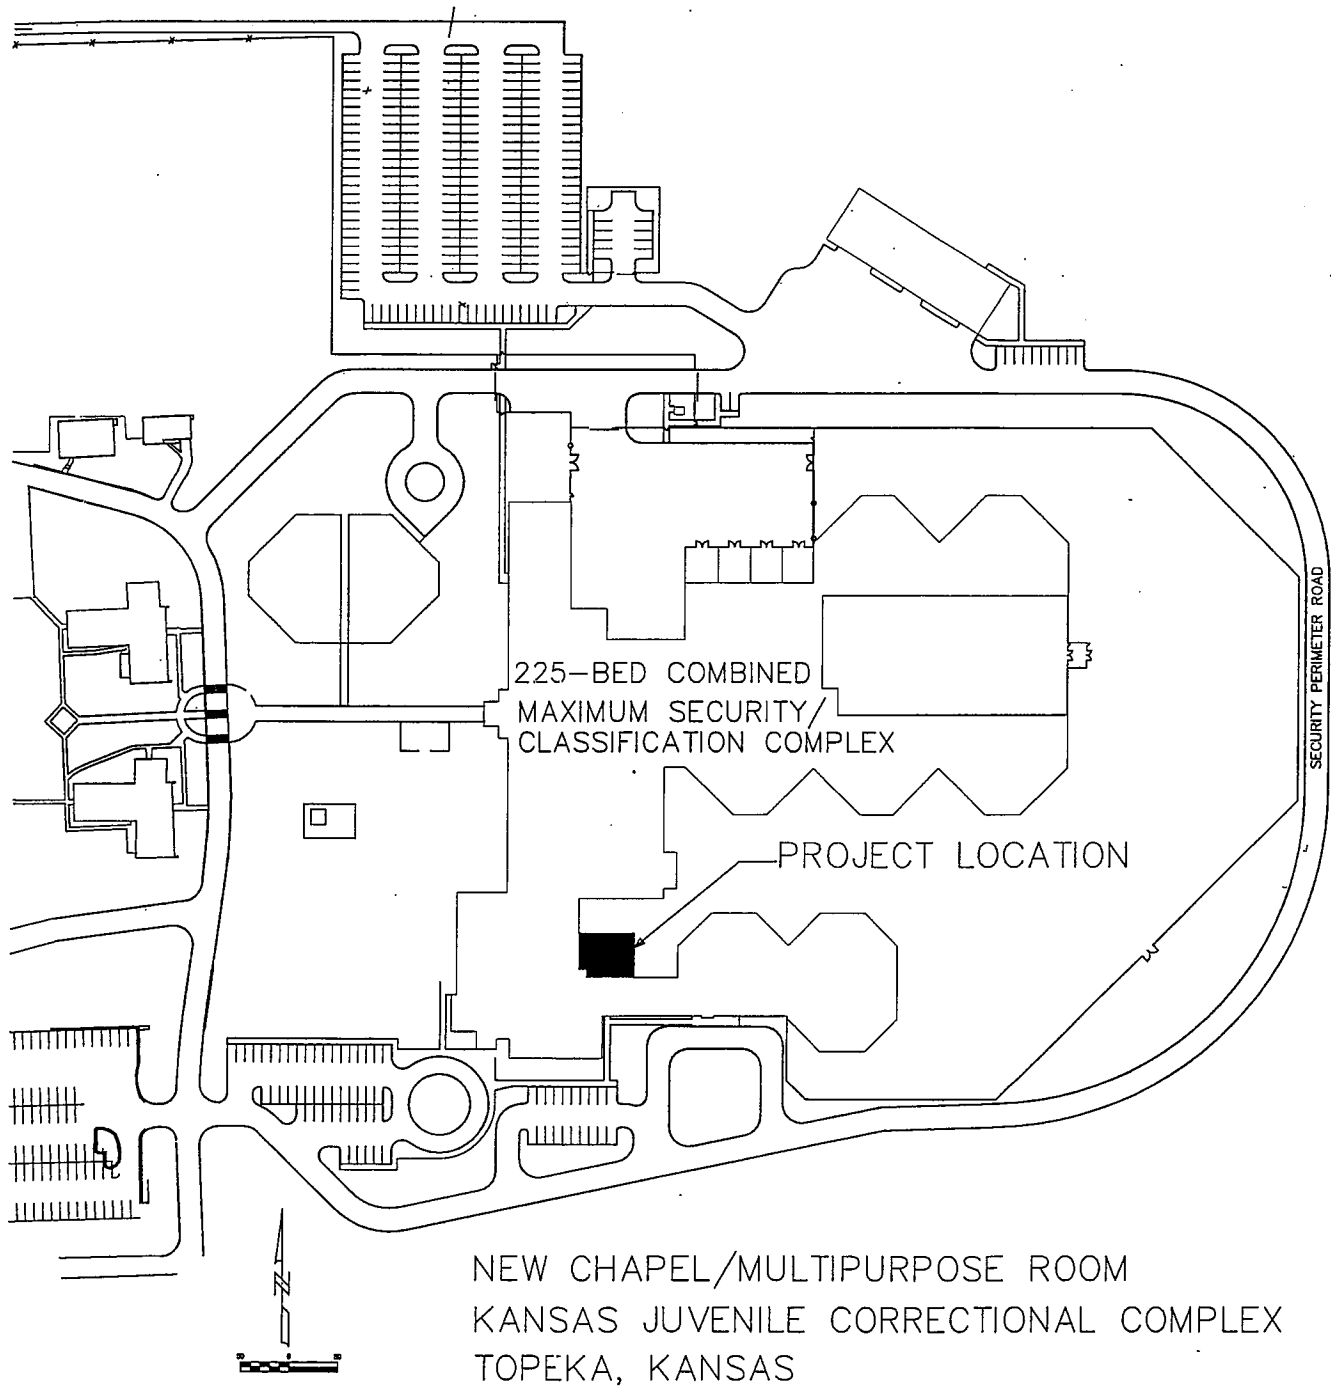 225-BED COMBINED
MAXIMUM SECURITY/
CLASSIFICATION COMPLEX
SECURITY PERIMETER ROAD
PROJECT LOCATION
N
NEW CHAPEL/MULTIPURPOSE ROOM
KANSAS JUVENILE CORRECTIONAL COMPLEX
TOPEKA, KANSAS